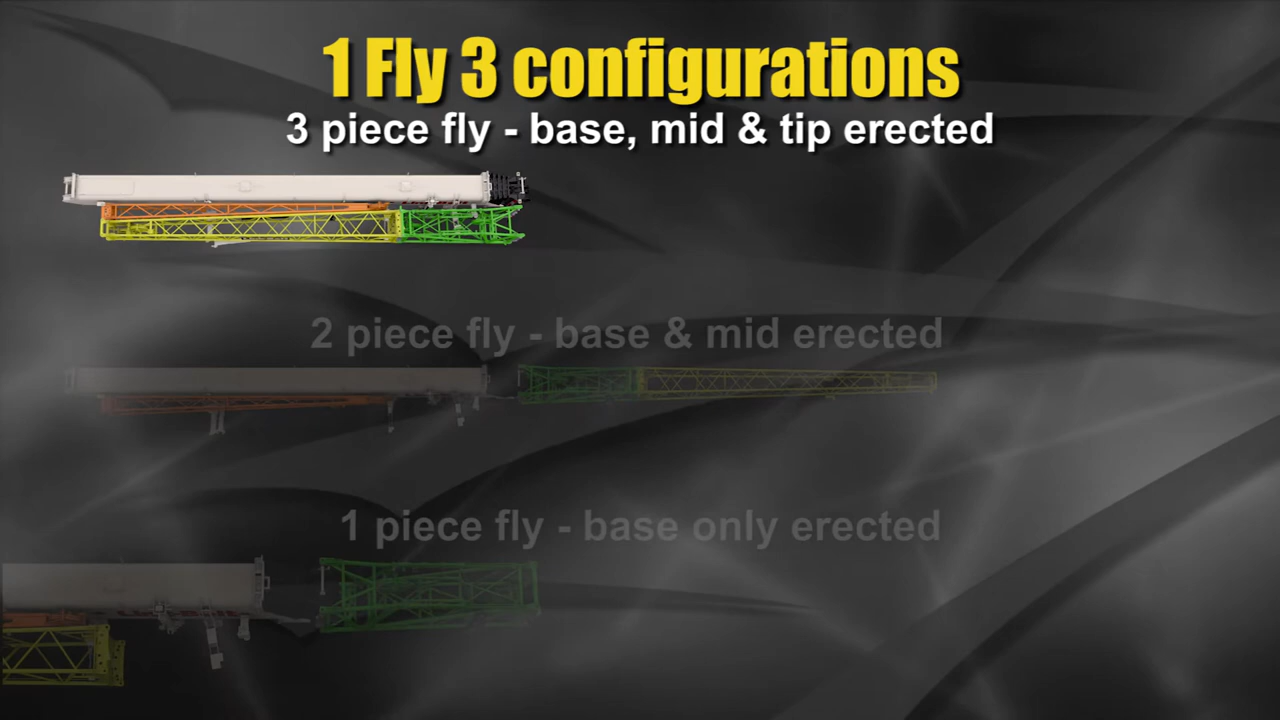 1 Fly 3 configurations
3 piece fly - base, mid & tip erected
2 piece fly - base & mid erected
1 piece fly - base only erected